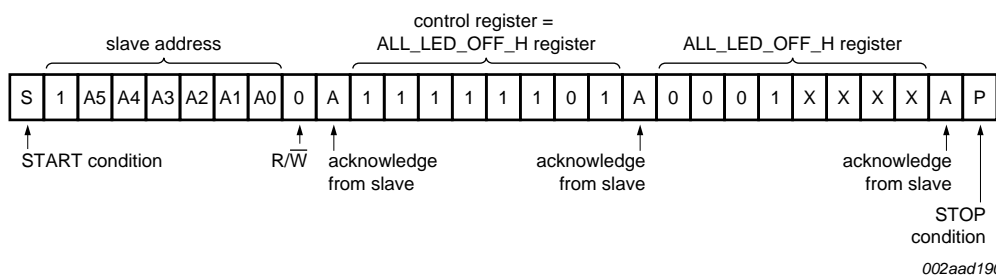 control register =
slave address
ALL_LED_OFF_H register
ALL_LED_OFF_H register
S 1 A5 A4 A3 A2 A1 A0 0 A 1 1 1 1 1 1 0 1 A 0 0 0 1 X X X X A P
START condition
R/W̅
acknowledge
from slave
acknowledge
from slave
acknowledge
from slave
STOP
condition